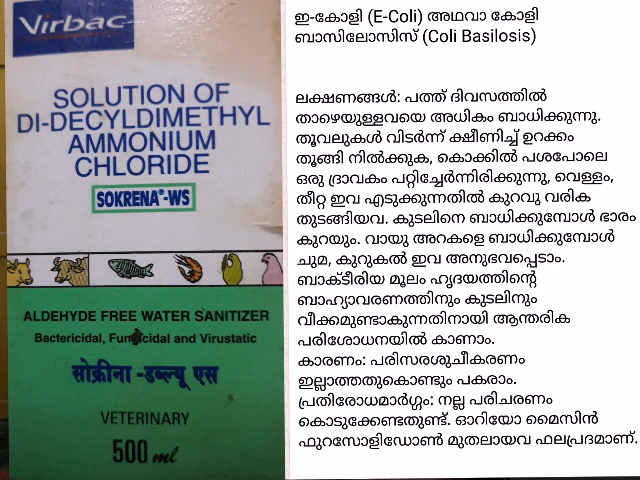 Virbac
SOLUTION OF
DI-DECYLDIMETHYL
AMMONIUM
CHLORIDE
SOKRENA®-WS
ALDEHYDE FREE WATER SANITIZER
Bactericidal, Fungicidal and Virustatic
सोक्रीना -डब्ल्यू एस
VETERINARY
500 ml
ഇ-കോളി (E-Coli) അഥവാ കോളി
ബാസിലോസിസ് (Coli Basilosis)
ലക്ഷണങ്ങൾ: പത്ത് ദിവസത്തിൽ
താഴെയുള്ളവയെ അധികം ബാധിക്കുന്നു.
തൂവലുകൾ വിടർന്ന് ക്ഷീണിച്ച് ഉറക്കം
തൂങ്ങി നിൽക്കുക, കൊക്കിൽ പശപോലെ
ഒരു ദ്രാവകം പറ്റിച്ചേർന്നിരിക്കുന്നു, വെള്ളം,
തീറ്റ ഇവ എടുക്കുന്നതിൽ കുറവു വരിക
തുടങ്ങിയവ. കുടലിനെ ബാധിക്കുമ്പോൾ ഭാരം
കുറയും. വായു അറകളെ ബാധിക്കുമ്പോൾ
ചുമ, കുറുകൽ ഇവ അനുഭവപ്പെടാം.
ബാക്ടീരിയ മൂലം ഹൃദയത്തിന്റെ
ബാഹ്യാവരണത്തിനും കുടലിനും
വീക്കമുണ്ടാകുന്നതിനായി ആന്തരിക
പരിശോധനയിൽ കാണാം.
കാരണം: പരിസരശുചീകരണം
ഇല്ലാത്തതുകൊണ്ടും പകരാം.
പ്രതിരോധമാർഗ്ഗം: നല്ല പരിചരണം
കൊടുക്കേണ്ടതുണ്ട്. ഓറിയോ മൈസിൻ
ഫുറസോളിഡോൺ മുതലായവ ഫലപ്രദമാണ്.